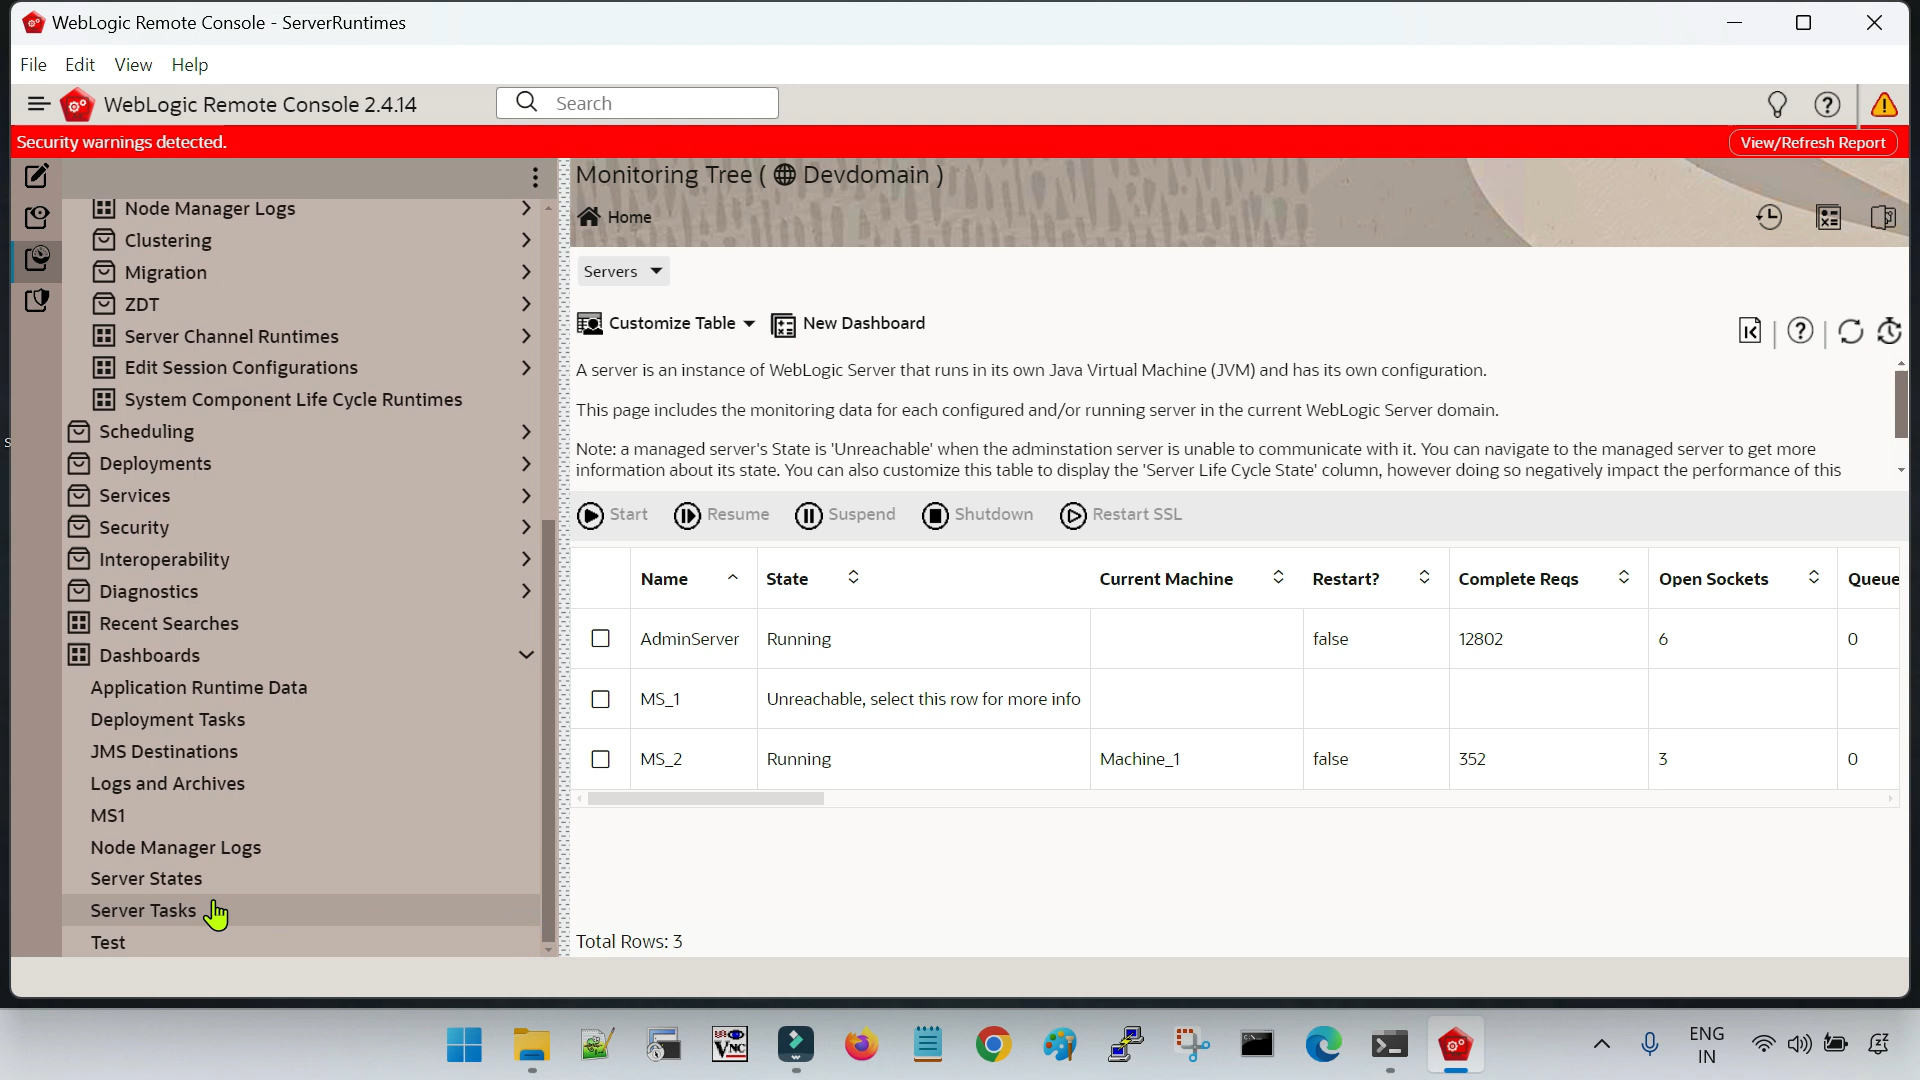 WebLogic Remote Console - ServerRuntimes
File Edit View Help
WebLogic Remote Console 2.4.14
Search
Security warnings detected.
View/Refresh Report
Node Manager Logs
Clustering
Migration
ZDT
Server Channel Runtimes
Edit Session Configurations
System Component Life Cycle Runtimes
Scheduling
Deployments
Services
Security
Interoperability
Diagnostics
Recent Searches
Dashboards
Application Runtime Data
Deployment Tasks
JMS Destinations
Logs and Archives
MS1
Node Manager Logs
Server States
Server Tasks
Test
Monitoring Tree ( Devdomain )
Home
Servers
Customize Table New Dashboard
A server is an instance of WebLogic Server that runs in its own Java Virtual Machine (JVM) and has its own configuration.
This page includes the monitoring data for each configured and/or running server in the current WebLogic Server domain.
Note: a managed server's State is 'Unreachable' when the adminstation server is unable to communicate with it. You can navigate to the managed server to get more
information about its state. You can also customize this table to display the 'Server Life Cycle State' column, however doing so negatively impact the performance of this
Start Resume Suspend Shutdown Restart SSL
Name State Current Machine Restart? Complete Reqs Open Sockets Queue
AdminServer Running false 12802 6 0
MS_1 Unreachable, select this row for more info
MS_2 Running Machine_1 false 352 3 0
Total Rows: 3
VNC
ENG
IN